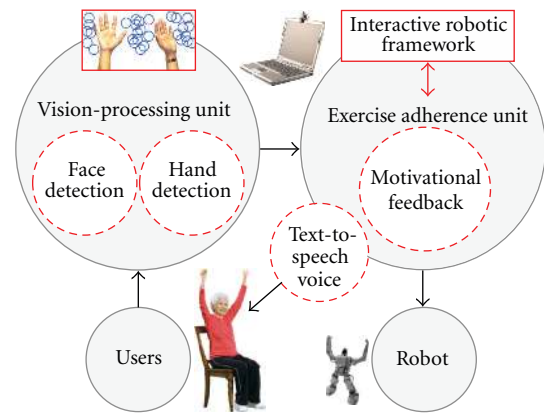 Interactive robotic
framework
Vision-processing unit
Exercise adherence unit
Face
detection
Hand
detection
Motivational
feedback
Text-to-
speech
voice
Users
Robot